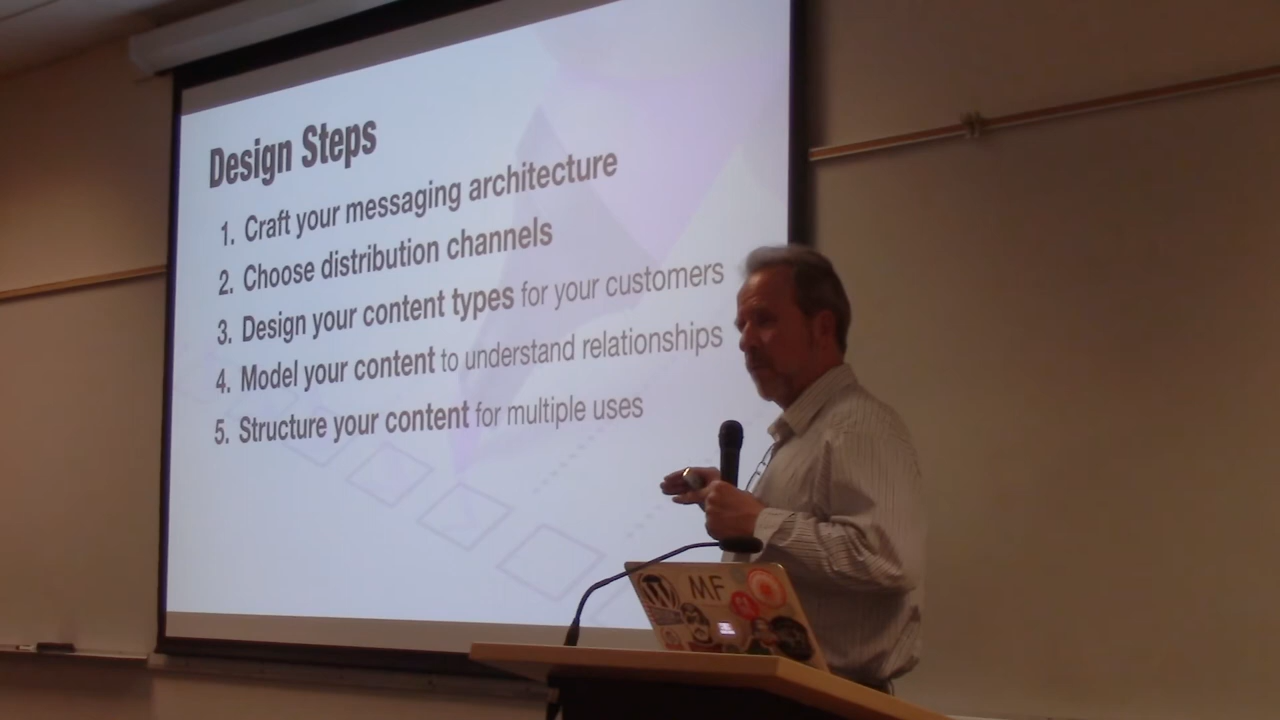 Design Steps
1. Craft your messaging architecture
2. Choose distribution channels
3. Design your content types for your customers
4. Model your content to understand relationships
5. Structure your content for multiple uses
MF